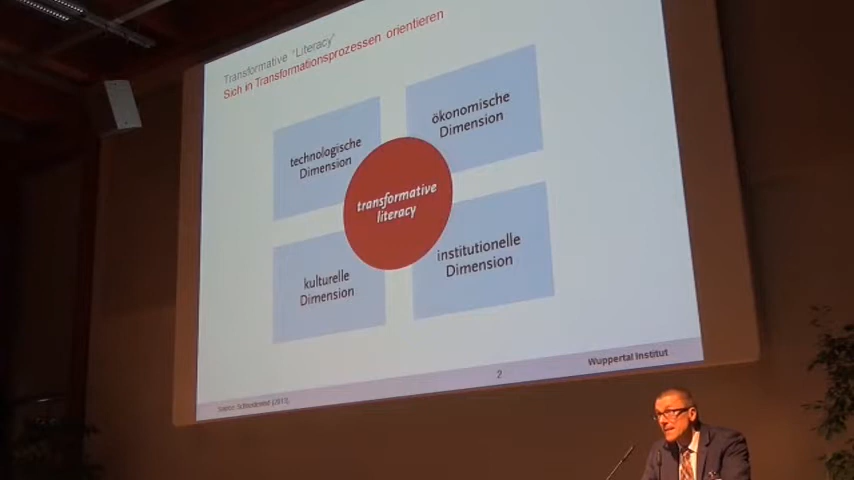 Transformative 'Literacy'
Sich in Transformationsprozessen orientieren
technologische
Dimension
ökonomische
Dimension
transformative
literacy
kulturelle
Dimension
institutionelle
Dimension
Wuppertal Institut
2